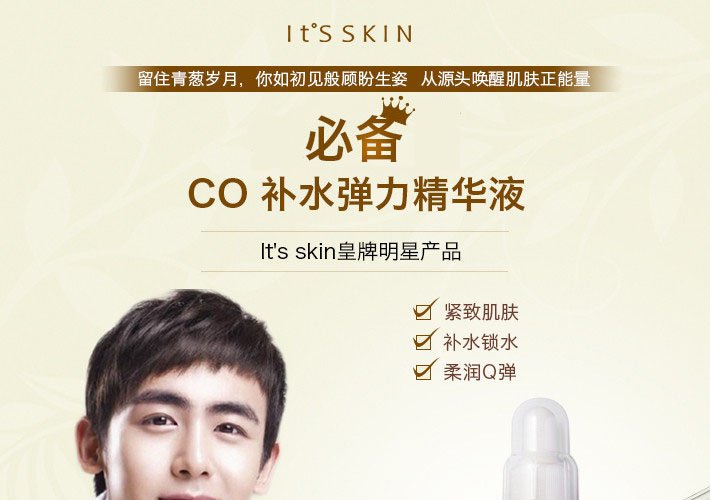 It's SKIN
留住青葱岁月，你如初见般顾盼生姿 从源头唤醒肌肤正能量
必备
CO 补水弹力精华液
It's skin皇牌明星产品
紧致肌肤
补水锁水
柔润Q弹